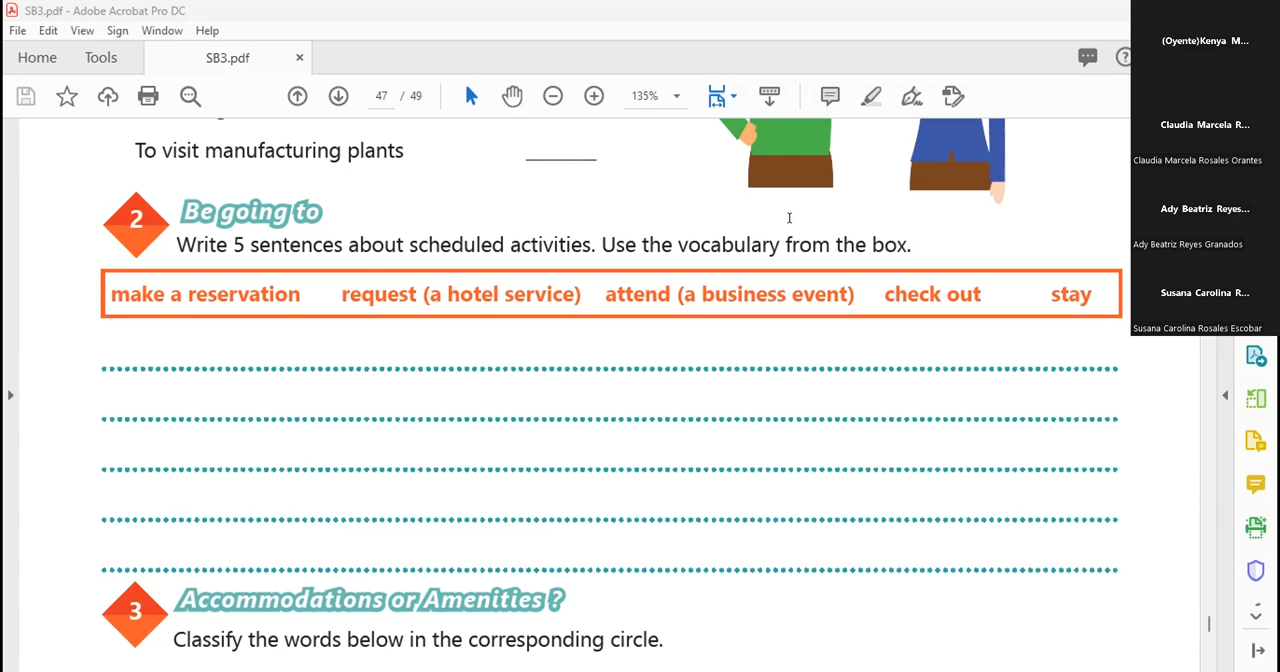 SB3.pdf - Adobe Acrobat Pro DC
File Edit View Sign Window Help
Home Tools SB3.pdf ×
47 / 49 135%
To visit manufacturing plants ________
2 Be going to
Write 5 sentences about scheduled activities. Use the vocabulary from the box.
make a reservation request (a hotel service) attend (a business event) check out stay
3 Accommodations or Amenities ?
Classify the words below in the corresponding circle.
(Oyente)Kenya M...
Claudia Marcela R...
Claudia Marcela Rosales Orantes
Ady Beatriz Reyes...
Ady Beatriz Reyes Granados
Susana Carolina R...
Susana Carolina Rosales Escobar